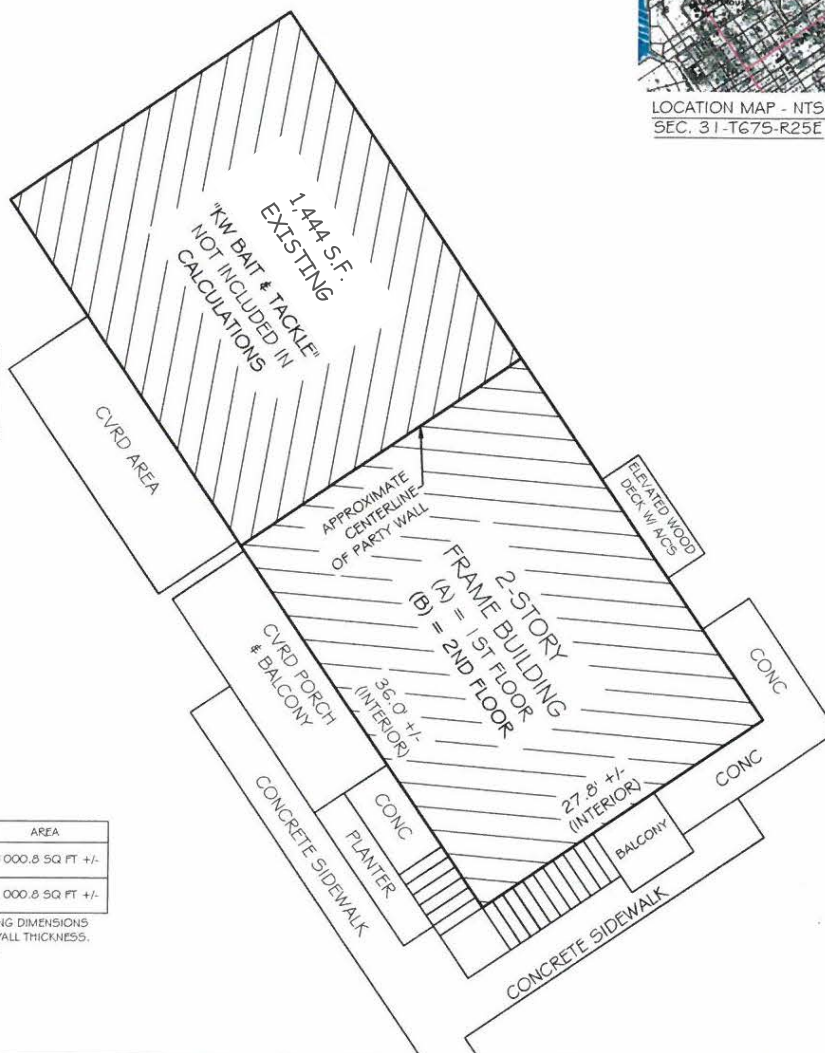 LOCATION MAP - NTS
SEC. 31-T67S-R25E
1,444 S.F.
EXISTING
"KW BAIT & TACKLE"
NOT INCLUDED IN
CALCULATIONS
CVRD AREA
APPROXIMATE
CENTERLINE
OF PARTY WALL
ELEVATED WOOD
DECK W/ A/C'S
2-STORY
FRAME BUILDING
(A) = 1ST FLOOR
(B) = 2ND FLOOR
CVRD PORCH
& BALCONY
36.0' +/-
(INTERIOR)
CONC
CONC
27.8' +/-
(INTERIOR)
BALCONY
CONC
PLANTER
CONCRETE SIDEWALK
CONCRETE SIDEWALK
AREA
000.8 SQ FT +/-
000.8 SQ FT +/-
NG DIMENSIONS
WALL THICKNESS.